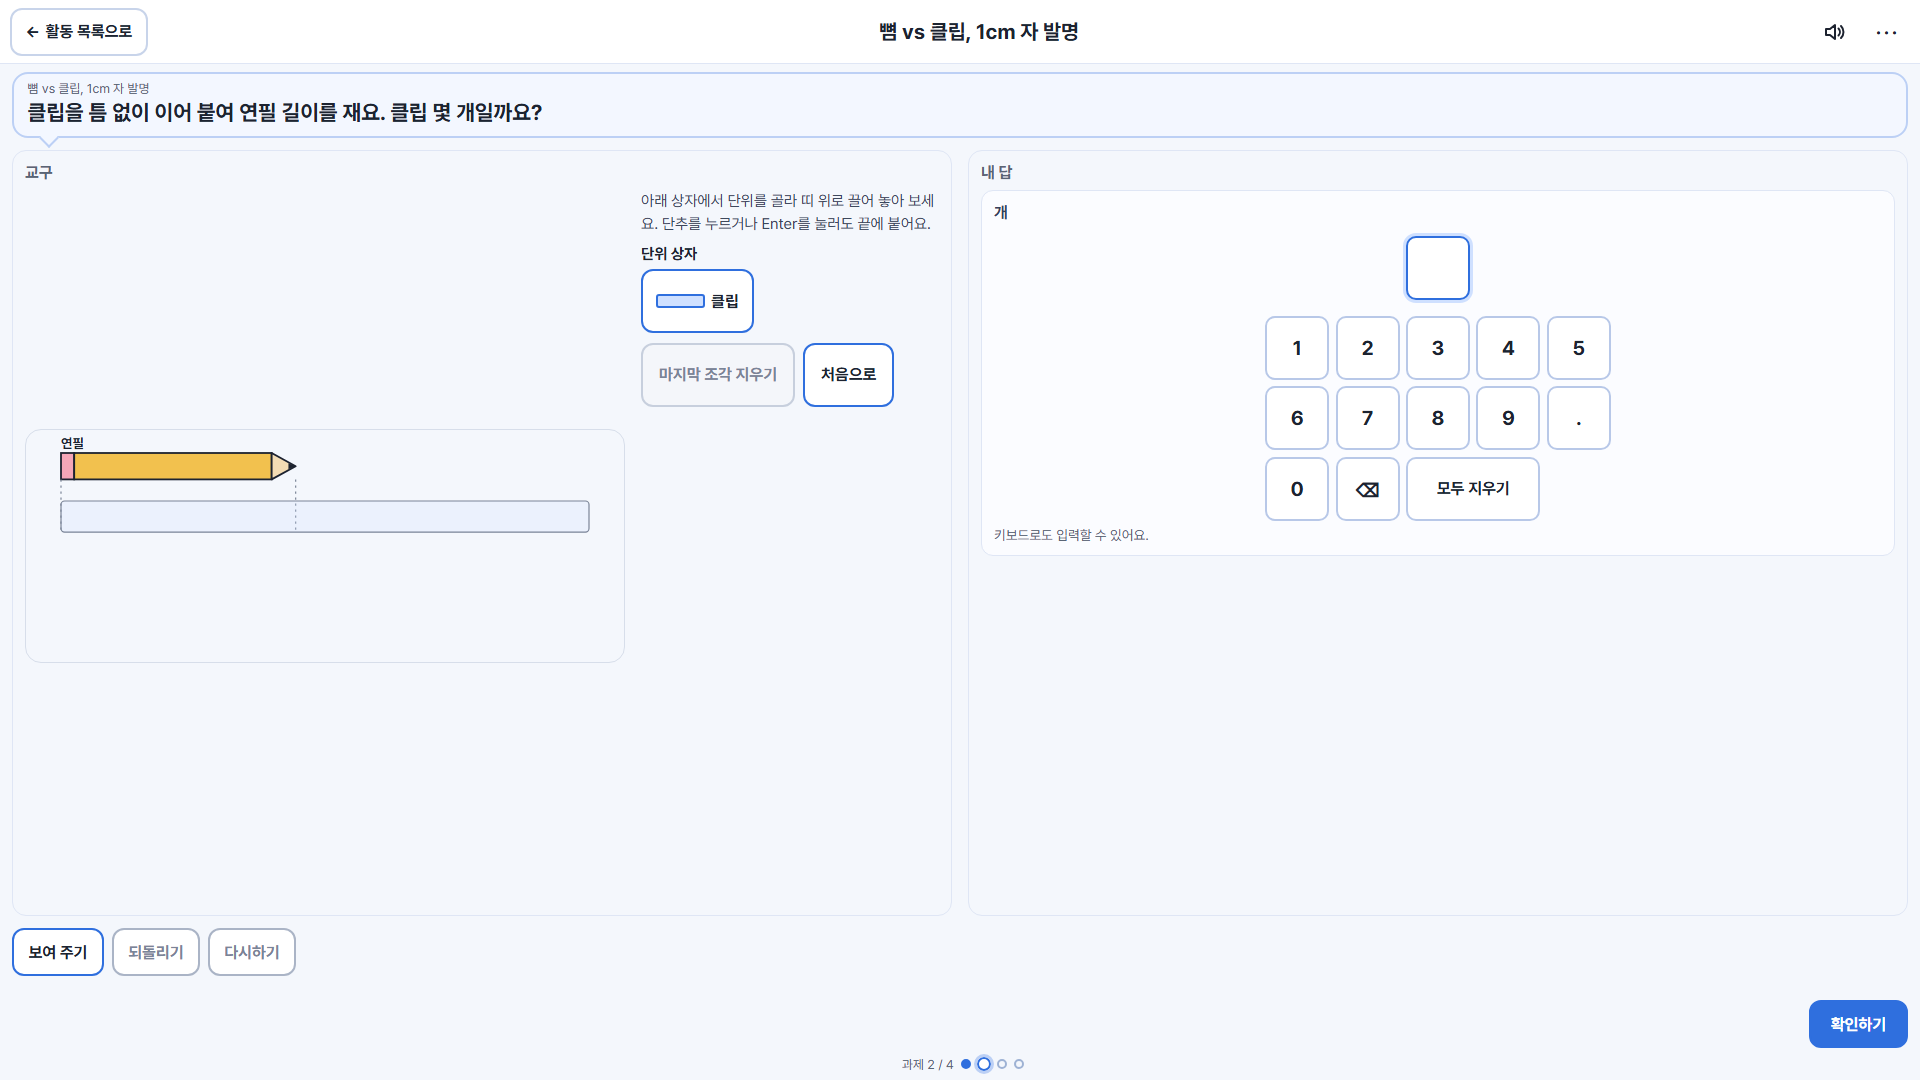 ← 활동 목록으로
뼘 vs 클립, 1cm 자 발명
뼘 vs 클립, 1cm 자 발명
클립을 틈 없이 이어 붙여 연필 길이를 재요. 클립 몇 개일까요?
교구
아래 상자에서 단위를 골라 띠 위로 끌어 놓아 보세
요. 단추를 누르거나 Enter를 눌러도 끝에 붙어요.
단위 상자
클립
마지막 조각 지우기
처음으로
연필
내 답
개
1 2 3 4 5
6 7 8 9 .
0 ⌫ 모두 지우기
키보드로도 입력할 수 있어요.
보여 주기
되돌리기
다시하기
확인하기
과제 2 / 4